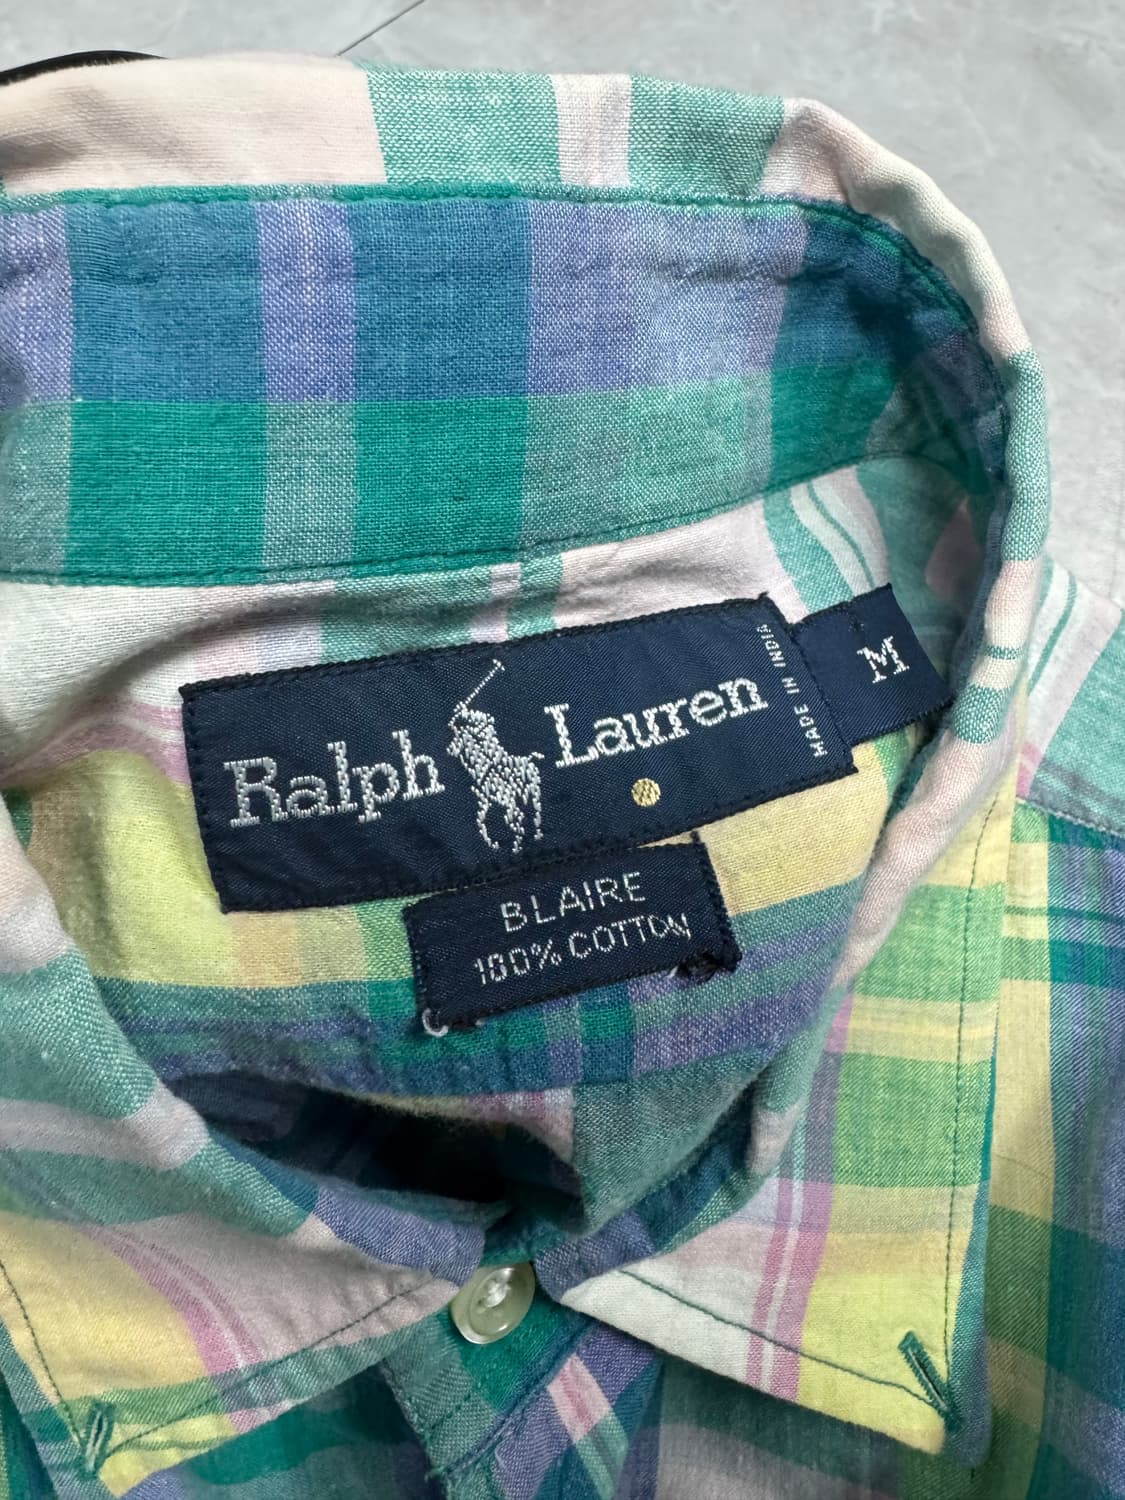 Ralph Lauren
MADE IN INDIA
M
BLAIRE
100% COTTON